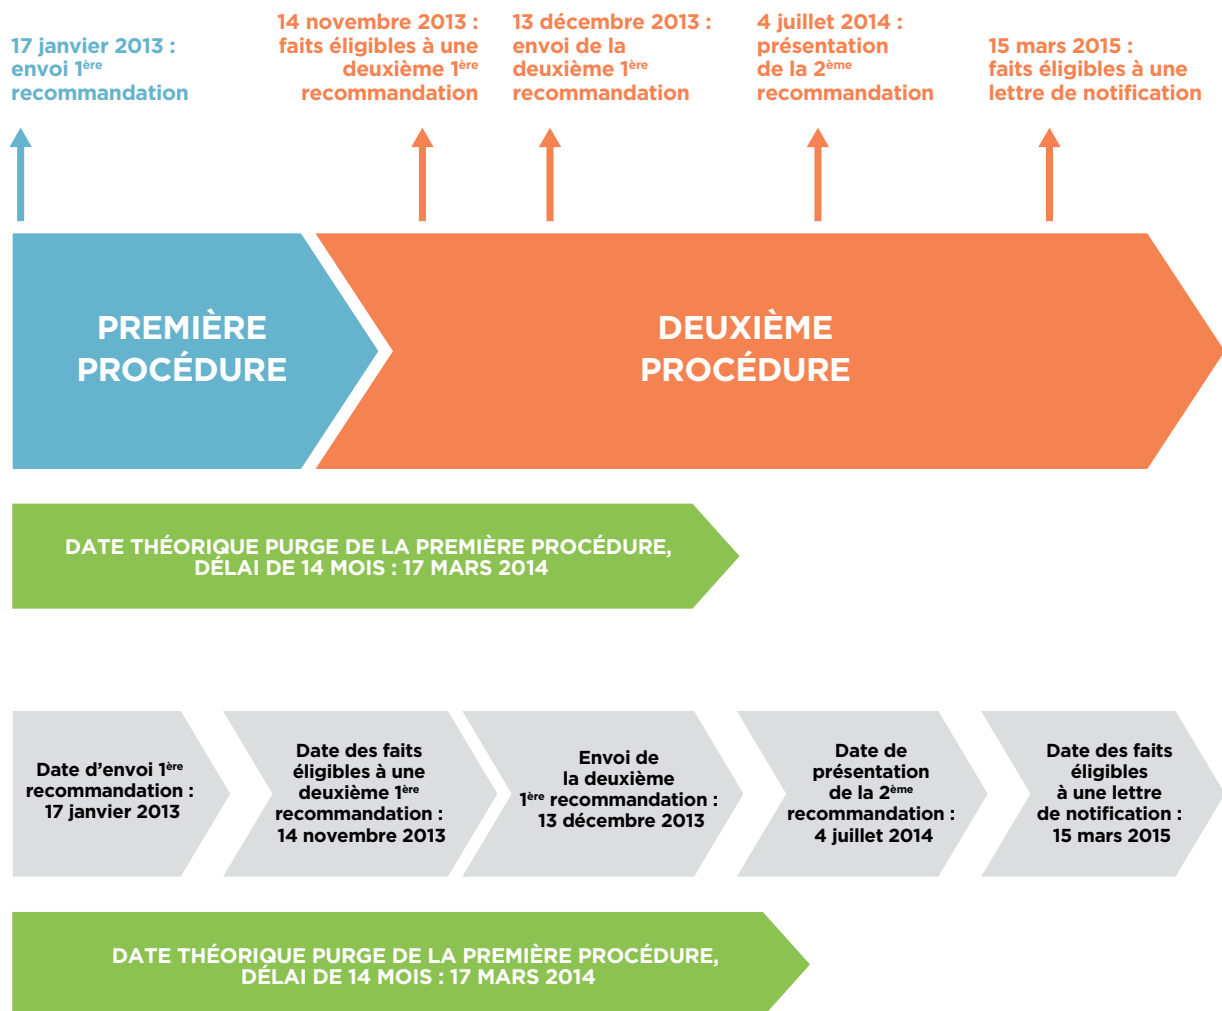 17 janvier 2013 :
envoi 1ère
recommandation
14 novembre 2013 :
faits éligibles à une
deuxième 1ère
recommandation
13 décembre 2013 :
envoi de la
deuxième 1ère
recommandation
4 juillet 2014 :
présentation
de la 2ème
recommandation
15 mars 2015 :
faits éligibles à une
lettre de notification
PREMIÈRE
PROCÉDURE
DEUXIÈME
PROCÉDURE
DATE THÉORIQUE PURGE DE LA PREMIÈRE PROCÉDURE,
DÉLAI DE 14 MOIS : 17 MARS 2014
Date d’envoi 1ère
recommandation :
17 janvier 2013
Date des faits
éligibles à une
deuxième 1ère
recommandation :
14 novembre 2013
Envoi de
la deuxième
1ère recommandation :
13 décembre 2013
Date de
présentation
de la 2ème
recommandation :
4 juillet 2014
Date des faits
éligibles
à une lettre
de notification :
15 mars 2015
DATE THÉORIQUE PURGE DE LA PREMIÈRE PROCÉDURE,
DÉLAI DE 14 MOIS : 17 MARS 2014